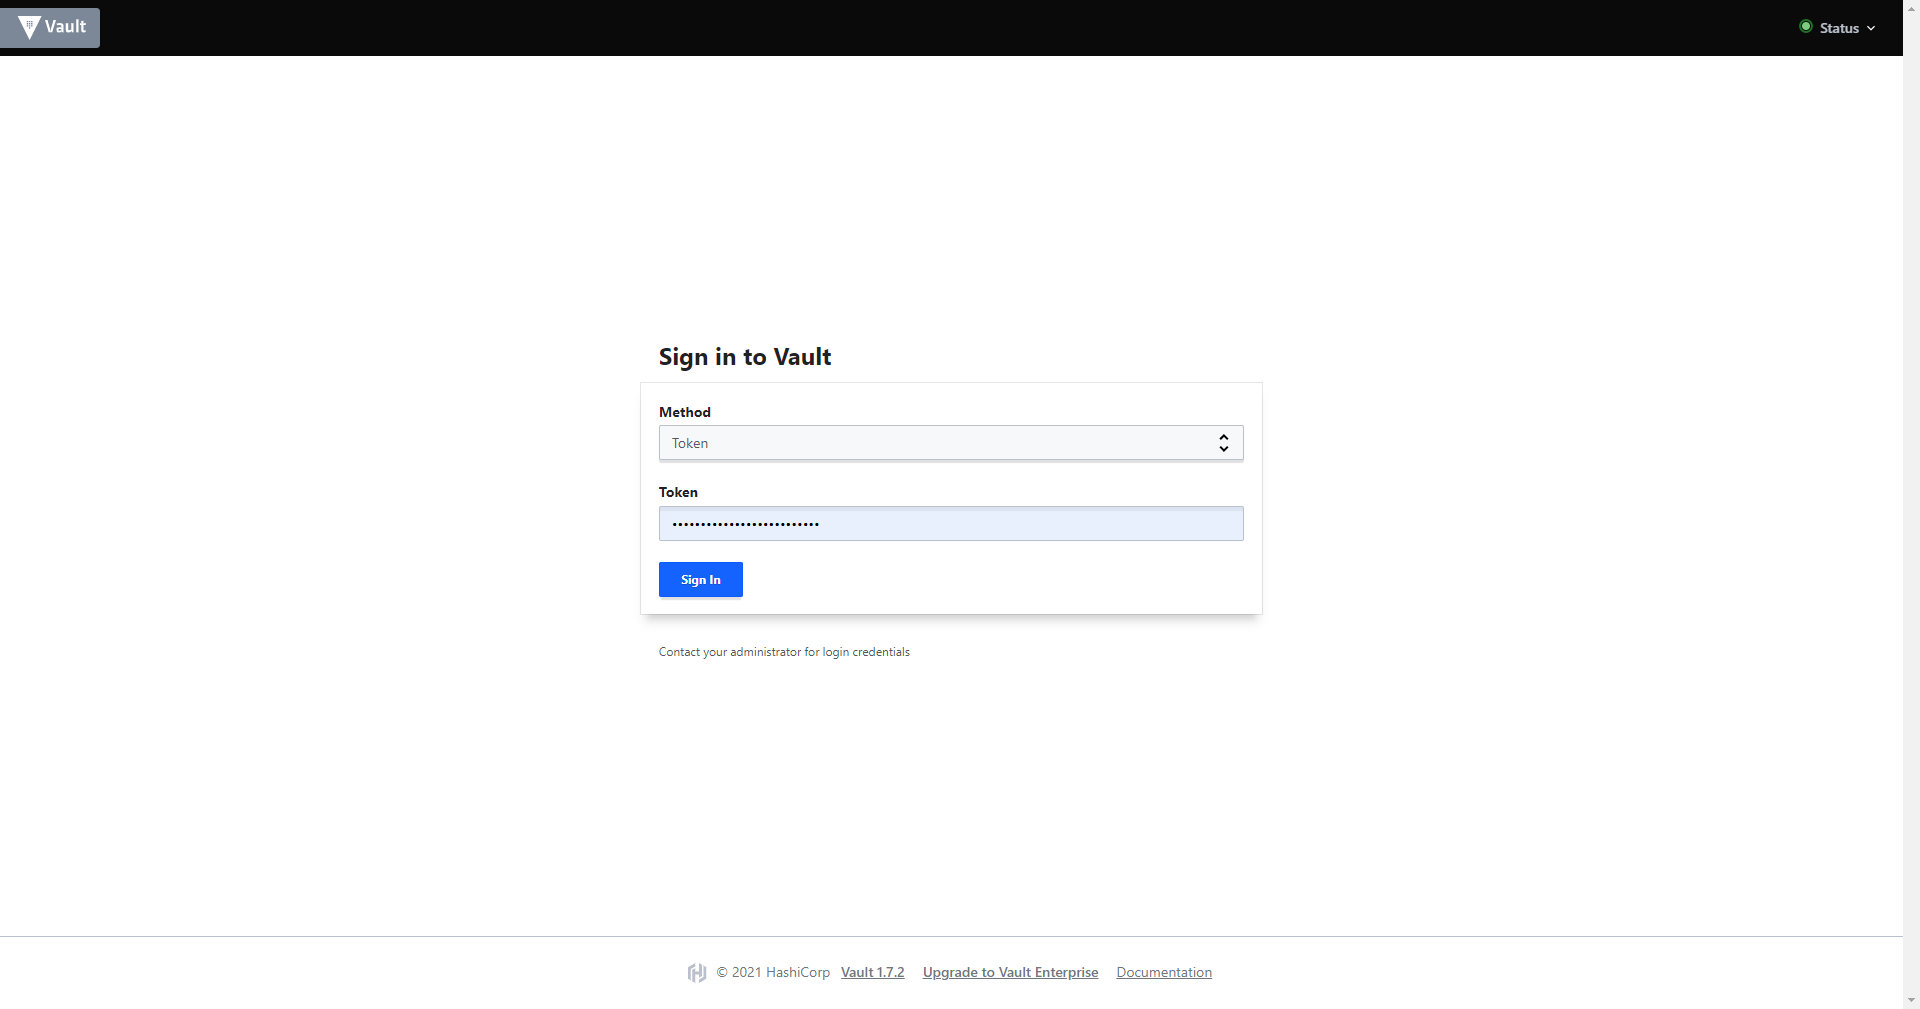 Vault
Status
Sign in to Vault
Method
Token
Token
••••••••••••••••••••••••••
Sign In
Contact your administrator for login credentials
© 2021 HashiCorp Vault 1.7.2 Upgrade to Vault Enterprise Documentation